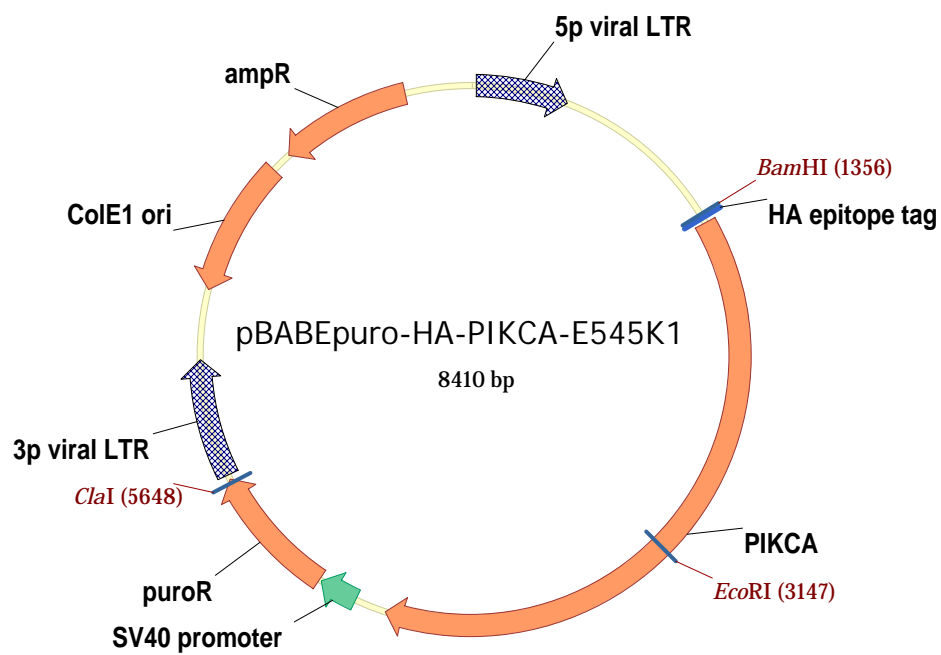 5p viral LTR
ampR
BamHI (1356)
HA epitope tag
ColE1 ori
pBABEpuro-HA-PIKCA-E545K1
8410 bp
3p viral LTR
ClaI (5648)
PIKCA
EcoRI (3147)
puroR
SV40 promoter